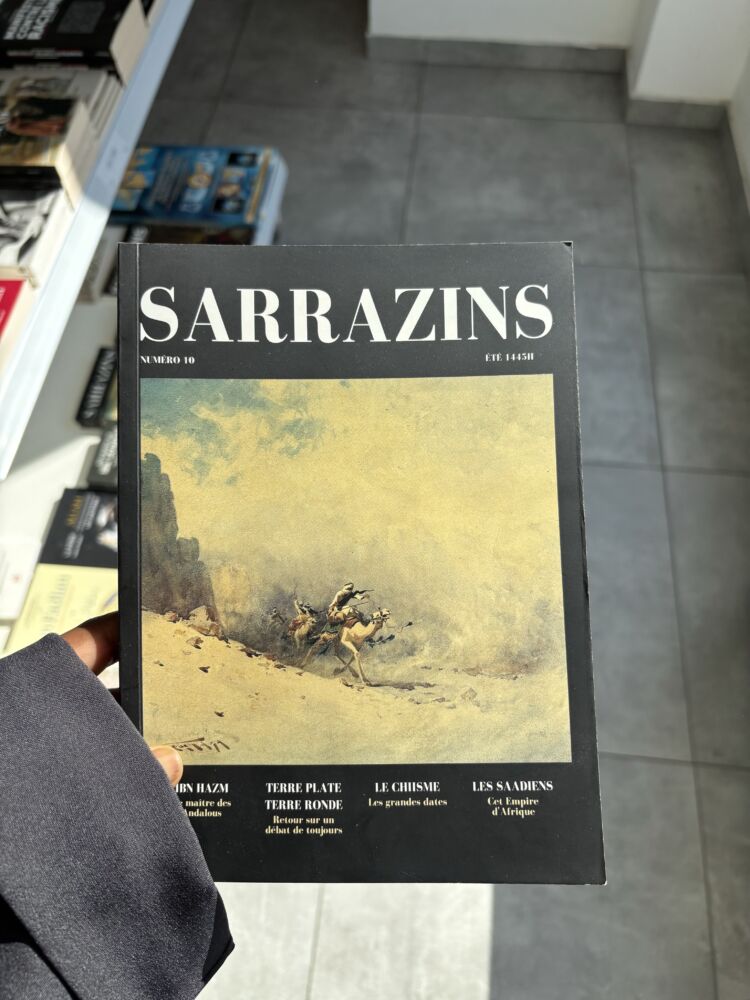 SARRAZINS
NUMÉRO 10
ÉTÉ 1445H
IBN HAZM
maître des
Andalous
TERRE PLATE
TERRE RONDE
Retour sur un
débat de toujours
LE CHIISME
Les grandes dates
LES SAADIENS
Cet Empire
d'Afrique